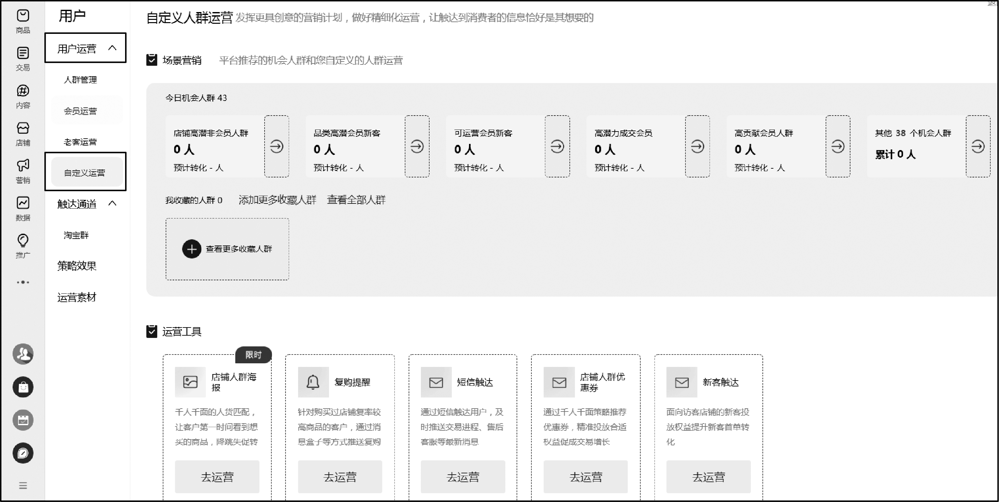 商品
交易
内容
店铺
营销
数据
推广
用户
用户运营
人群管理
会员运营
老客运营
自定义运营
触达通道
淘宝群
策略效果
运营素材
自定义人群运营 发挥更具创意的营销计划，做好精细化运营，让触达到消费者的信息恰好是其想要的
场景营销 平台推荐的机会人群和您自定义的人群运营
今日机会人群 43
店铺高潜非会员人群
0 人
预计转化 - 人
品类高潜会员新客
0 人
预计转化 - 人
可运营会员新客
0 人
预计转化 - 人
高潜力成交会员
0 人
预计转化 - 人
高贡献会员人群
0 人
预计转化 - 人
其他 38 个机会人群
累计 0 人
我收藏的人群 0 添加更多收藏人群 查看全部人群
查看更多收藏人群
运营工具
限时
店铺人群海
报
千人千面的人货匹配，
让客户第一时间看到想
买的商品，降跳失促转
去运营
复购提醒
针对购买过店铺复率较
高商品的客户，通过消
息盒子等方式推送复购
去运营
短信触达
通过短信触达用户，及
时推送交易进程、售后
客服等最新消息
去运营
店铺人群优
惠券
通过千人千面策略推荐
优惠券，精准投放合适
权益促成交易增长
去运营
新客触达
面向访客店铺的新客投
放权益提升新客首单转
化
去运营